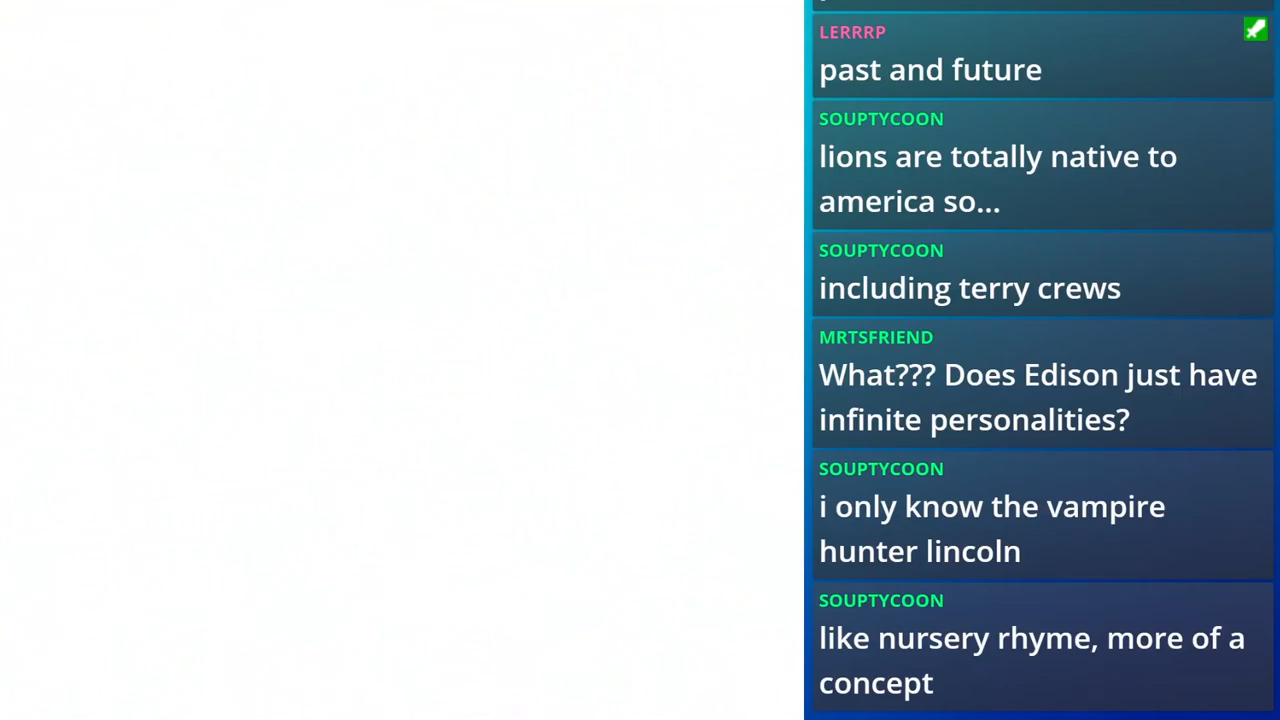 LERRRP
past and future
SOUPTYCOON
lions are totally native to
america so...
SOUPTYCOON
including terry crews
MRTSFRIEND
What??? Does Edison just have
infinite personalities?
SOUPTYCOON
i only know the vampire
hunter lincoln
SOUPTYCOON
like nursery rhyme, more of a
concept